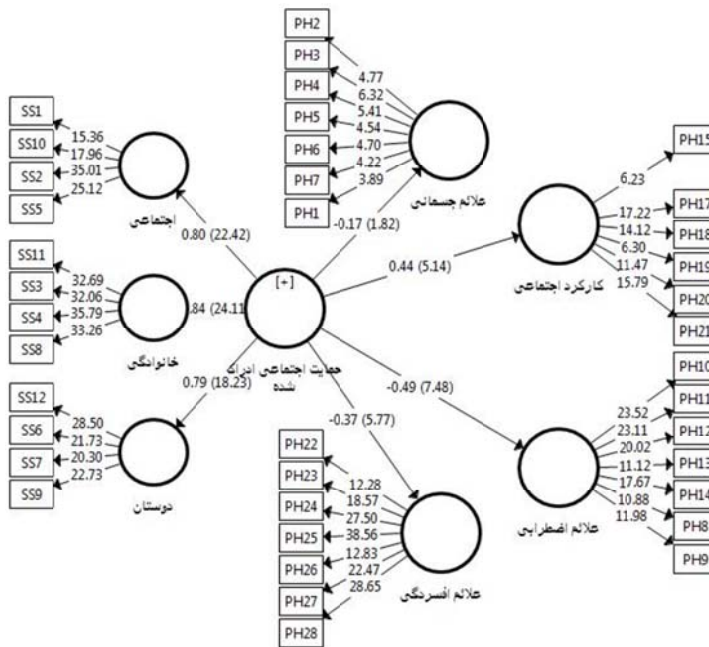 PH2
PH3
PH4
PH5
PH6
PH7
PH1
4.77
6.32
5.41
4.54
4.70
4.22
3.89
علائم جسمانی
-0.17 (1.82)
SS1
SS10
SS2
SS5
15.36
17.96
35.01
25.12
اجتماعی
0.80 (22.42)
SS11
SS3
SS4
SS8
32.69
32.06
35.79
33.26
خانوادگی
.84 (24.11
SS12
SS6
SS7
SS9
28.50
21.73
20.30
22.73
دوستان
0.79 (18.23)
[+]
حمایت اجتماعی ادراک
شده
PH15
PH17
PH18
PH19
PH20
PH21
6.23
17.22
14.12
6.30
11.47
15.79
کارکرد اجتماعی
0.44 (5.14)
PH10
PH11
PH12
PH13
PH14
PH8
PH9
23.52
23.11
20.02
11.12
17.67
10.88
11.98
علائم اضطرابی
-0.49 (7.48)
PH22
PH23
PH24
PH25
PH26
PH27
PH28
12.28
18.57
27.50
38.56
12.83
22.47
28.65
علائم افسردگی
-0.37 (5.77)